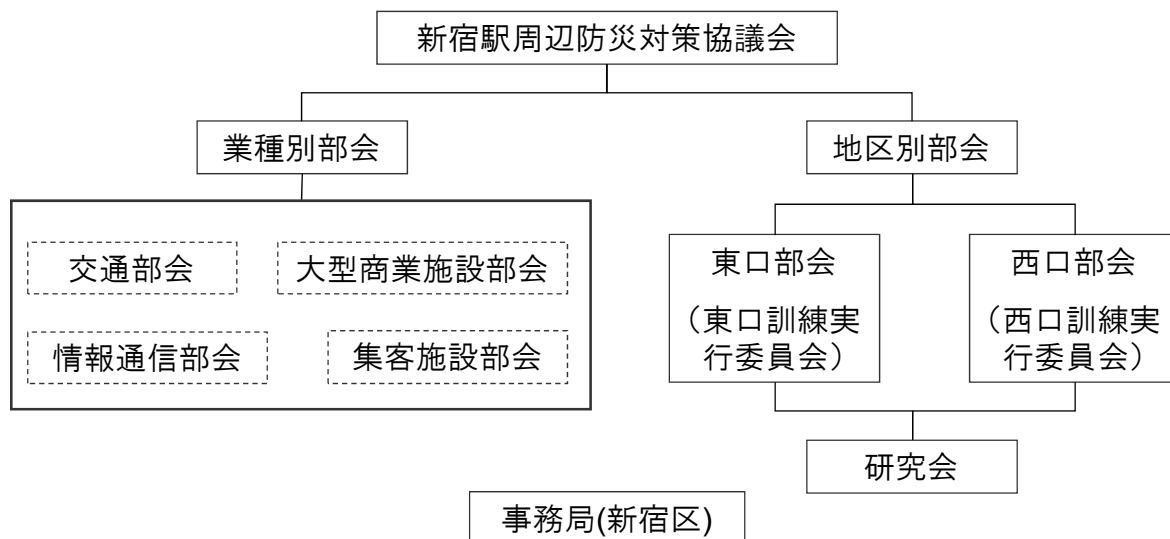 新宿駅周辺防災対策協議会
業種別部会
地区別部会
交通部会
大型商業施設部会
情報通信部会
集客施設部会
東口部会
（東口訓練実
行委員会）
西口部会
（西口訓練実
行委員会）
研究会
事務局(新宿区)